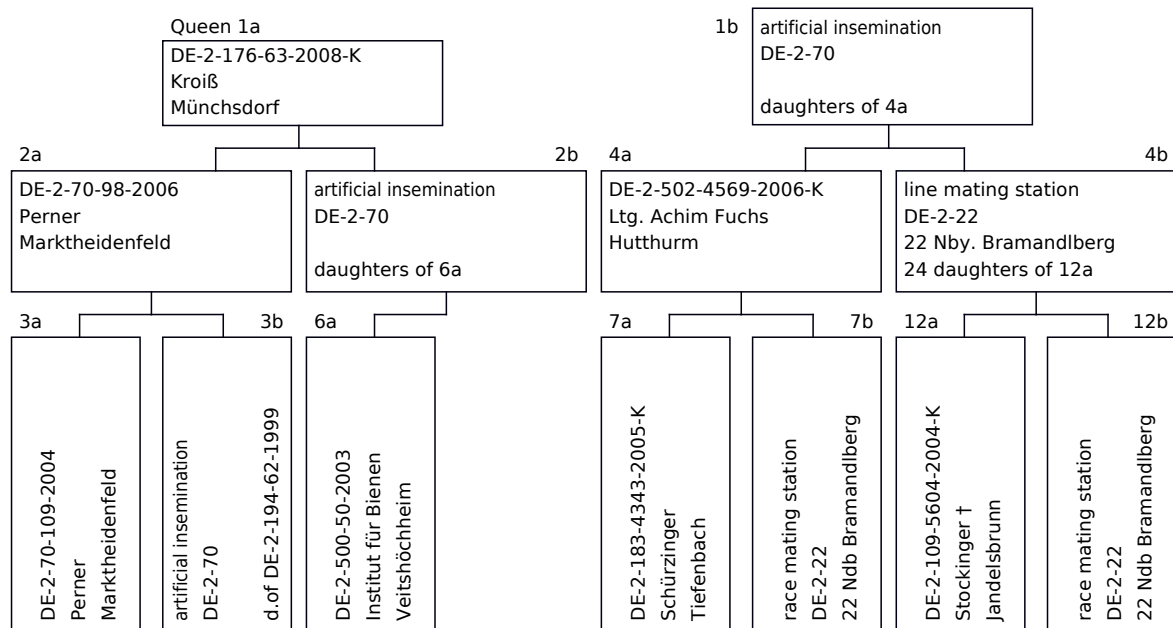 Queen 1a
DE-2-176-63-2008-K
Kroiß
Münchsdorf
1b
artificial insemination
DE-2-70
daughters of 4a
2a
DE-2-70-98-2006
Perner
Marktheidenfeld
2b
artificial insemination
DE-2-70
daughters of 6a
4a
DE-2-502-4569-2006-K
Ltg. Achim Fuchs
Hutthurm
4b
line mating station
DE-2-22
22 Nby. Bramandlberg
24 daughters of 12a
3a
DE-2-70-109-2004
Perner
Marktheidenfeld
3b
artificial insemination
DE-2-70
d.of DE-2-194-62-1999
6a
DE-2-500-50-2003
Institut für Bienen
Veitshöchheim
7a
DE-2-183-4343-2005-K
Schürzinger
Tiefenbach
7b
race mating station
DE-2-22
22 Ndb Bramandlberg
12a
DE-2-109-5604-2004-K
Stockinger †
Jandelsbrunn
12b
race mating station
DE-2-22
22 Ndb Bramandlberg